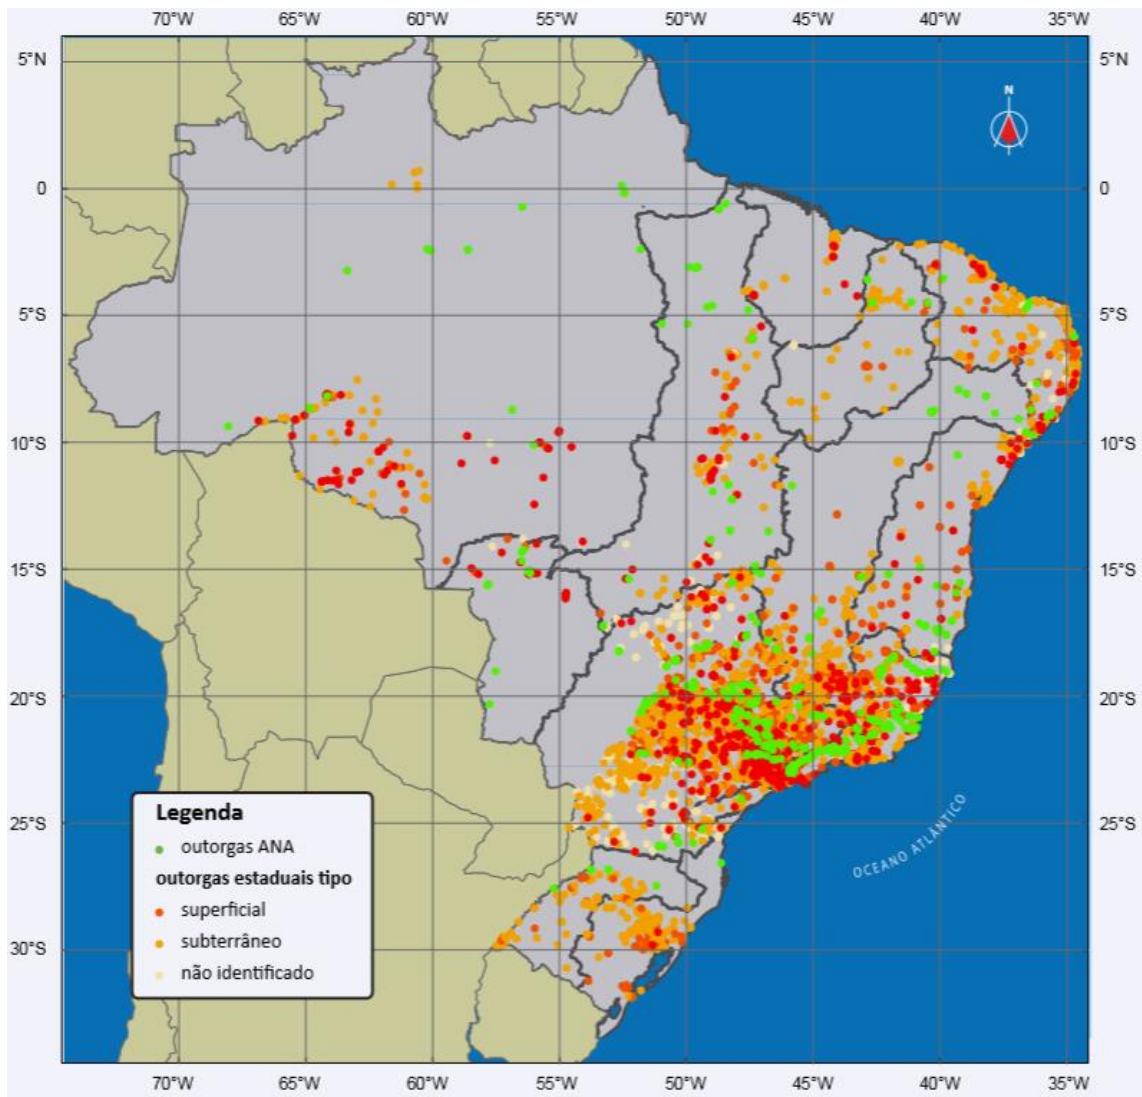 70°W 65°W 60°W 55°W 50°W 45°W 40°W 35°W
5°N 5°N
N
0 0
5°S 5°S
10°S 10°S
15°S 15°S
20°S 20°S
Legenda
outorgas ANA
outorgas estaduais tipo
superficial
subterrâneo
não identificado
25°S 25°S
OCEANO ATLÂNTICO
30°S 30°S
70°W 65°W 60°W 55°W 50°W 45°W 40°W 35°W